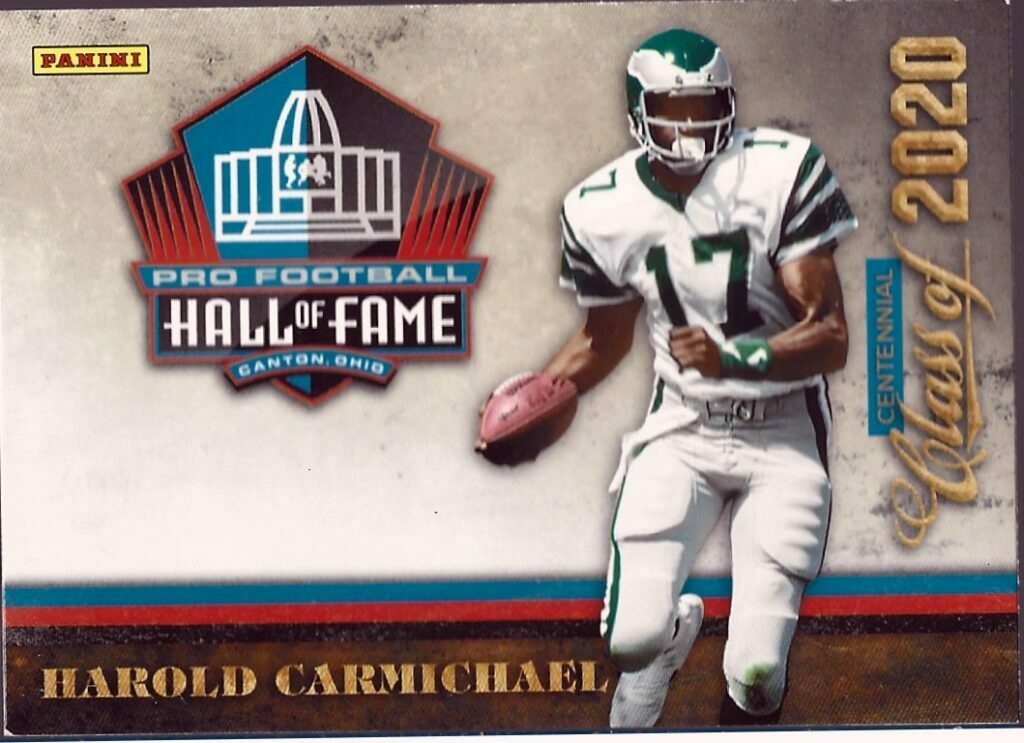 PANINI
PRO FOOTBALL
HALL OF FAME
CANTON, OHIO
17
17
CENTENNIAL
Class of 2020
HAROLD CARMICHAEL